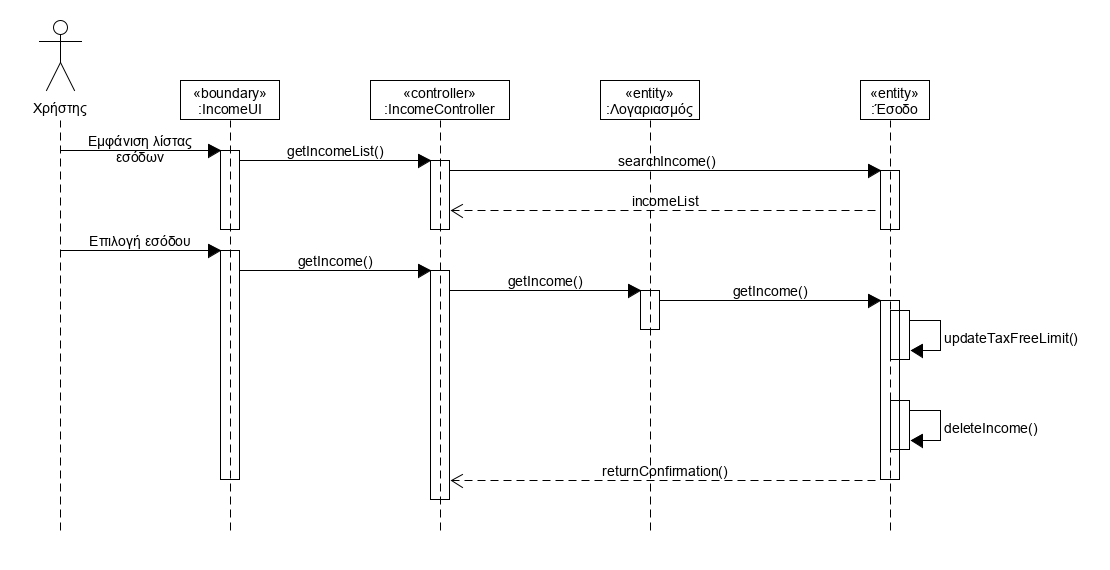 Χρήστης
«boundary»
:IncomeUI
«controller»
:IncomeController
«entity»
:Λογαριασμός
«entity»
:Έσοδο
Εμφάνιση λίστας
εσόδων
getIncomeList()
searchIncome()
incomeList
Επιλογή εσόδου
getIncome()
getIncome()
getIncome()
updateTaxFreeLimit()
deleteIncome()
returnConfirmation()